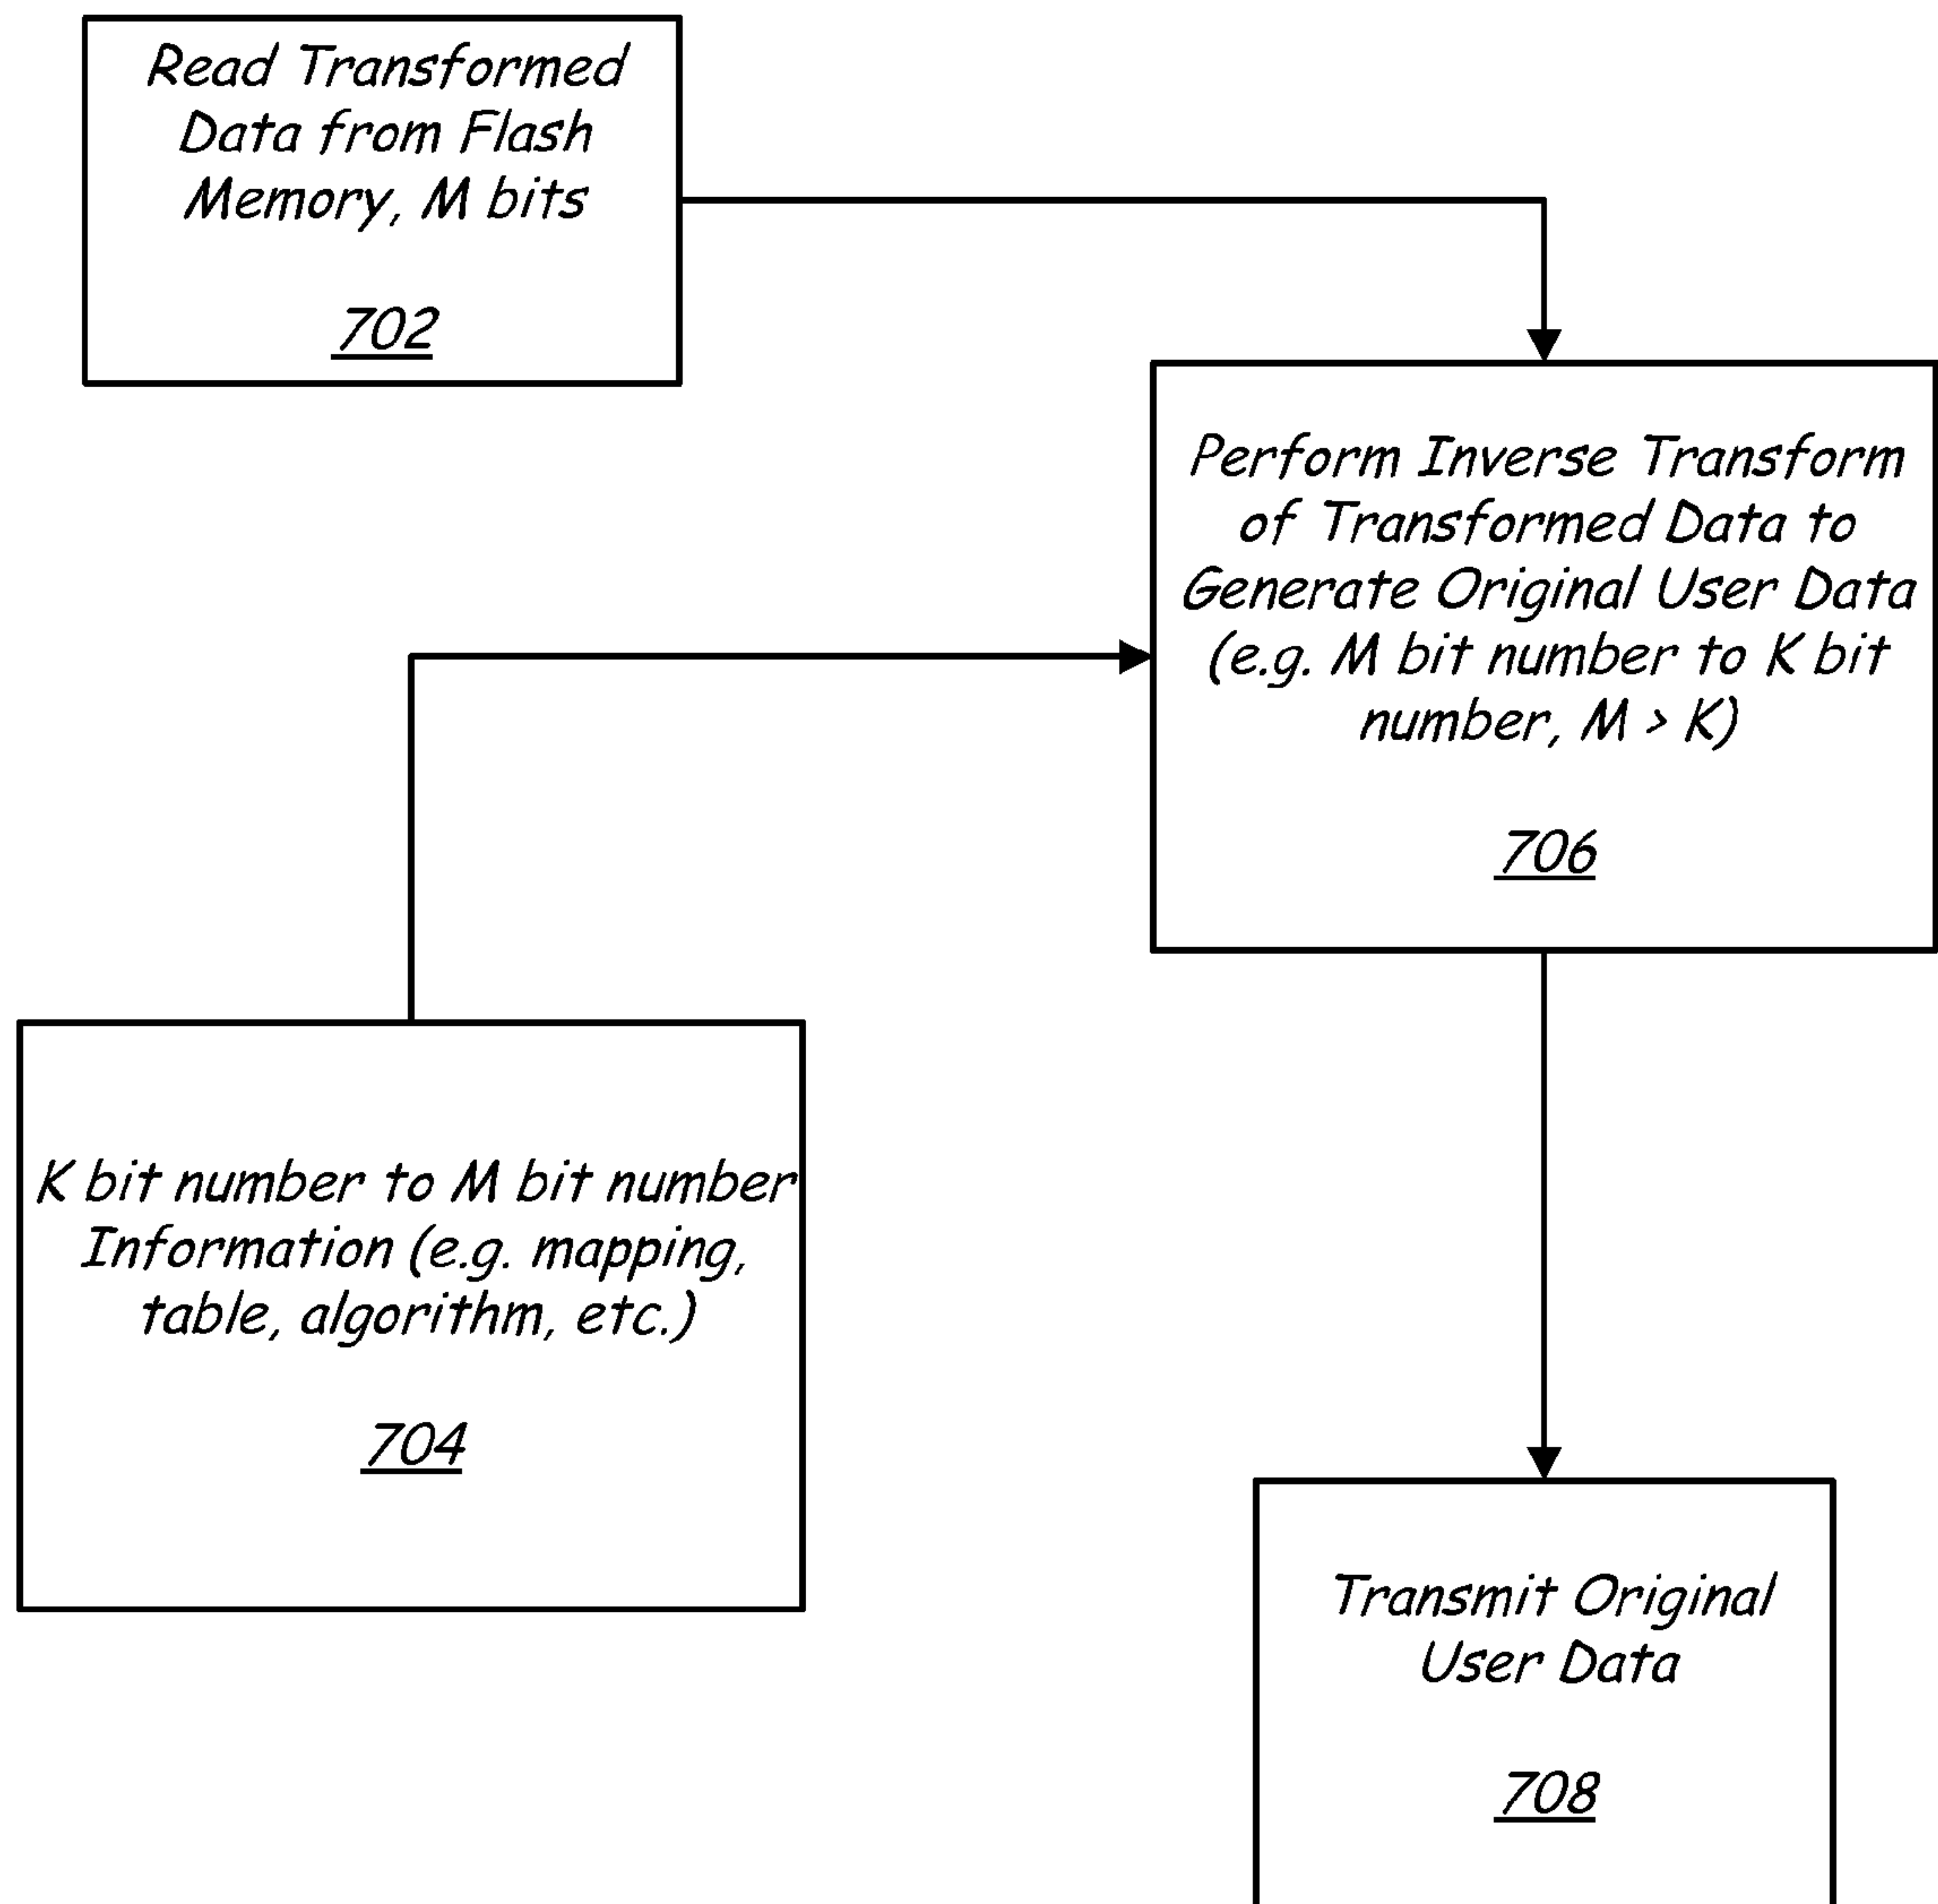 Read Transformed
Data from Flash
Memory, M bits
702
Perform Inverse Transform
of Transformed Data to
Generate Original User Data
(e.g. M bit number to K bit
number, M > K)
706
K bit number to M bit number
Information (e.g. mapping,
table, algorithm, etc.)
704
Transmit Original
User Data
708